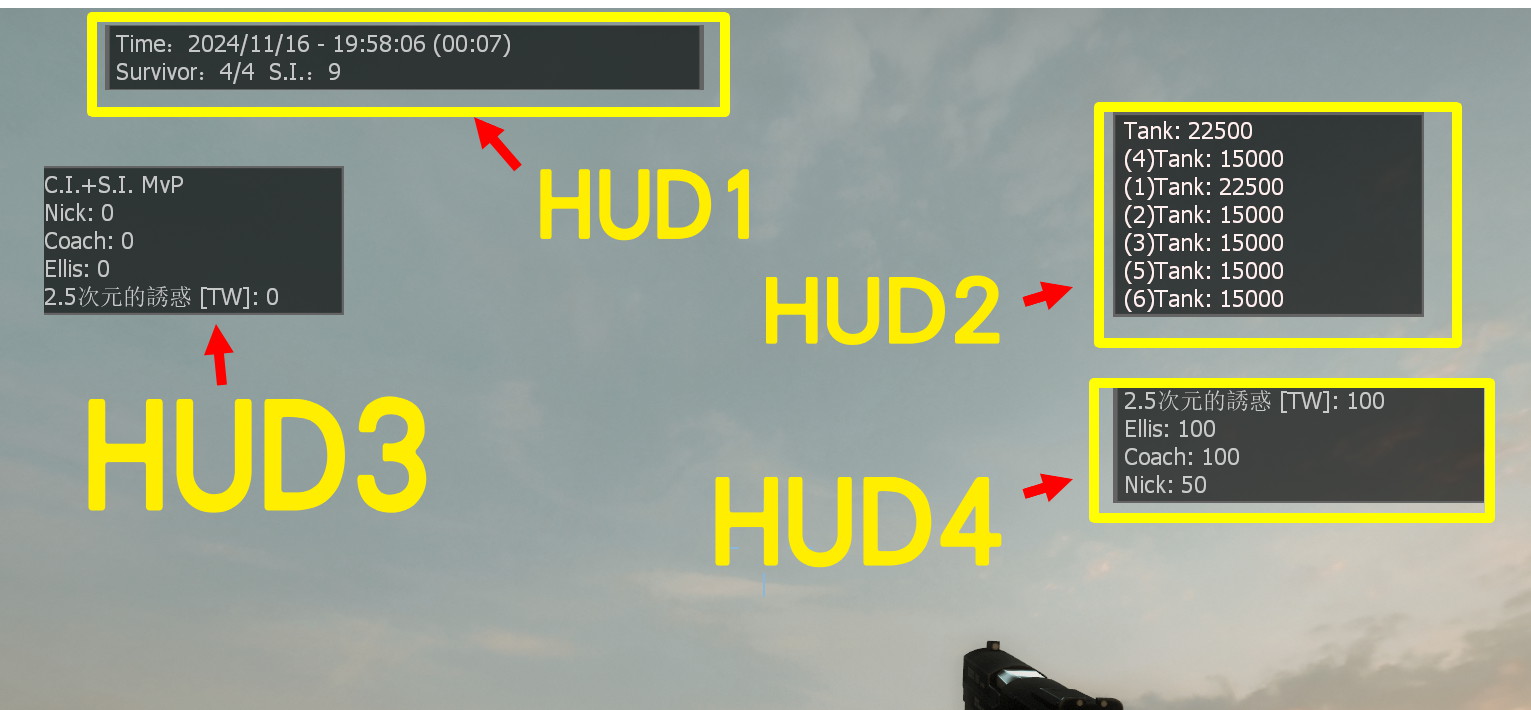 Time：2024/11/16 - 19:58:06 (00:07)
Survivor：4/4  S.I.：9
HUD1
C.I.+S.I. MvP
Nick: 0
Coach: 0
Ellis: 0
2.5次元的誘惑 [TW]: 0
HUD3
Tank: 22500
(4)Tank: 15000
(1)Tank: 22500
(2)Tank: 15000
(3)Tank: 15000
(5)Tank: 15000
(6)Tank: 15000
HUD2
2.5次元的誘惑 [TW]: 100
Ellis: 100
Coach: 100
Nick: 50
HUD4